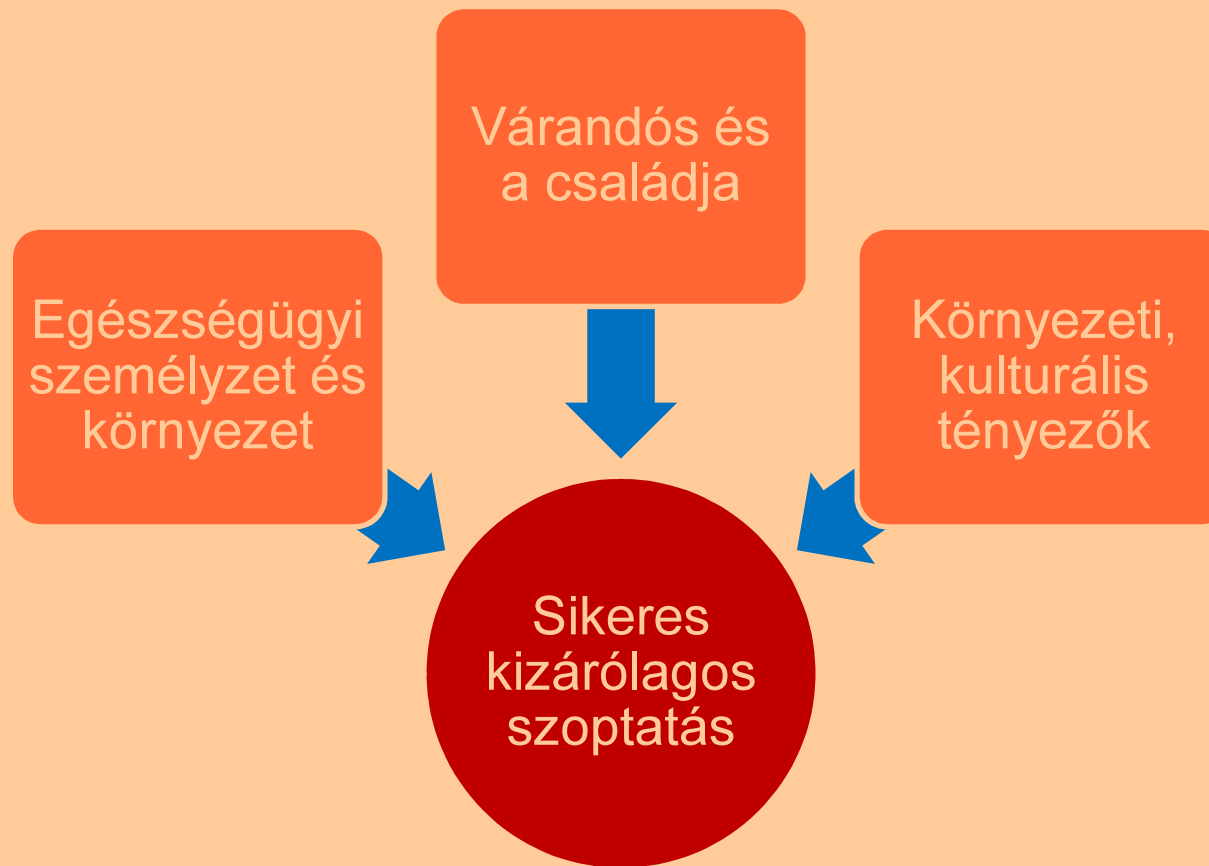 Várandós és
a családja
Egészségügyi
személyzet és
környezet
Környezeti,
kulturális
tényezők
Sikeres
kizárólagos
szoptatás